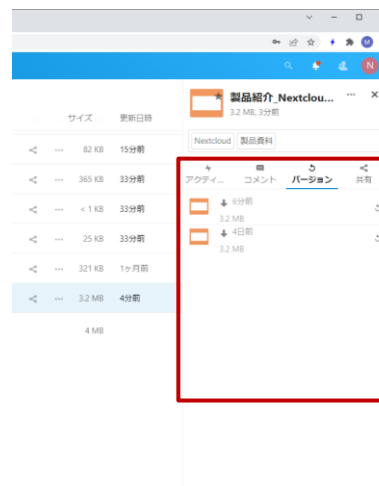 M
N
サイズ 更新日時
82 KB 15分前
365 KB 33分前
< 1 KB 33分前
25 KB 33分前
321 KB 1ヶ月前
3.2 MB 4分前
4 MB
製品紹介_Nextclou...
3.2 MB, 3分前
Nextcloud 製品資料
アクティ... コメント バージョン 共有
6分前
3.2 MB
4日前
3.2 MB